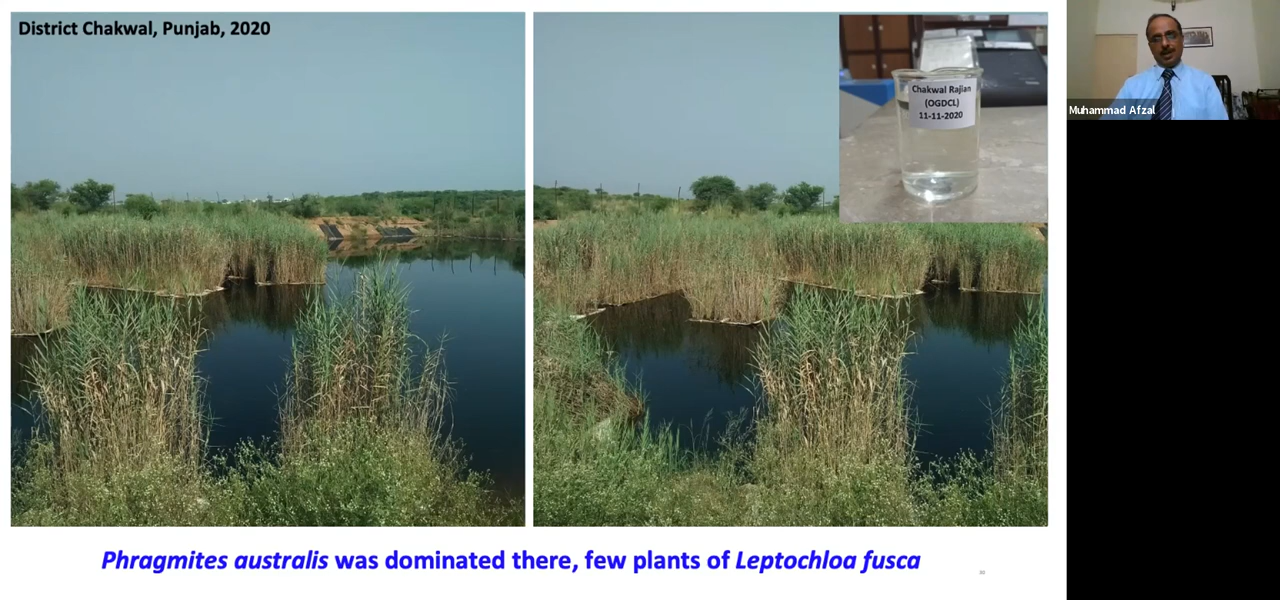 District Chakwal, Punjab, 2020
Chakwal Rajian
(OGDCL)
11-11-2020
Muhammad Afzal
Phragmites australis was dominated there, few plants of Leptochloa fusca